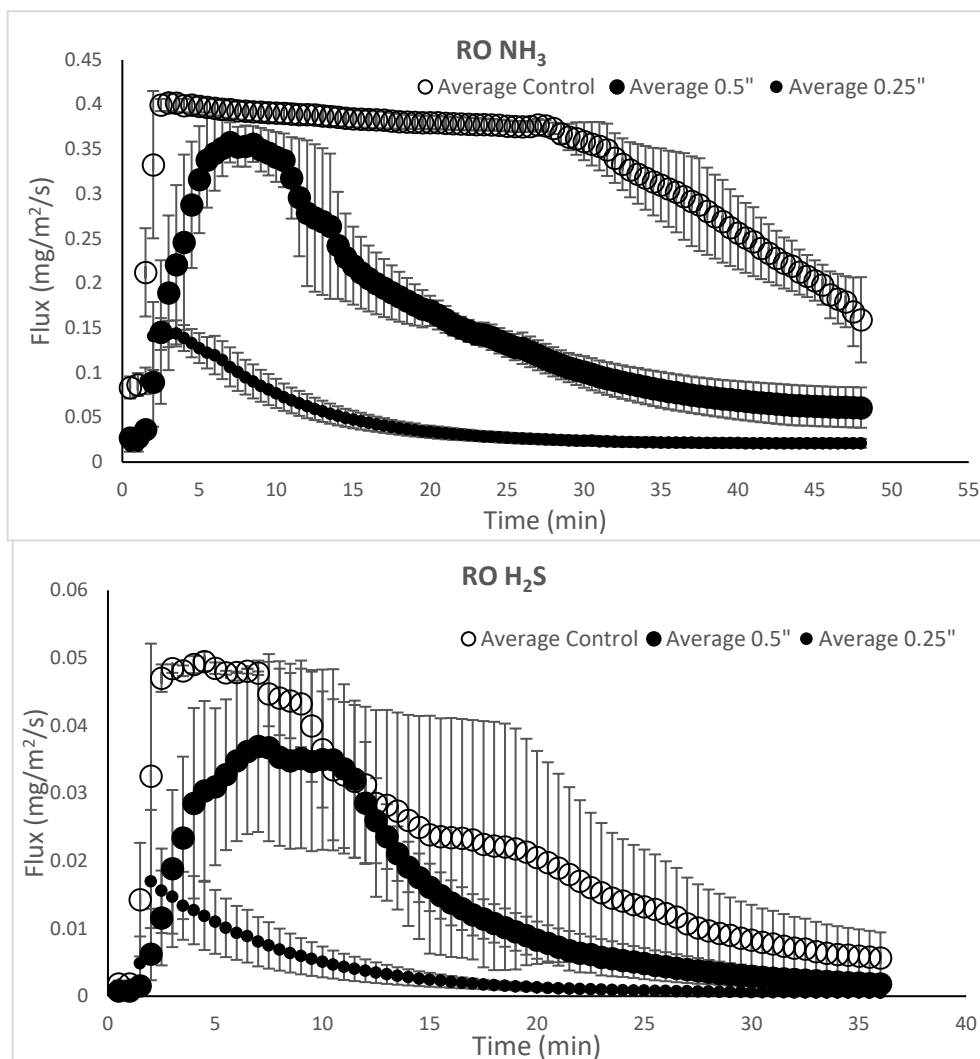 RO NH₃
Average Control Average 0.5" Average 0.25"
Flux (mg/m²/s)
0.45
0.4
0.35
0.3
0.25
0.2
0.15
0.1
0.05
0
0 5 10 15 20 25 30 35 40 45 50 55
Time (min)
RO H₂S
Average Control Average 0.5" Average 0.25"
Flux (mg/m²/s)
0.06
0.05
0.04
0.03
0.02
0.01
0
0 5 10 15 20 25 30 35 40
Time (min)